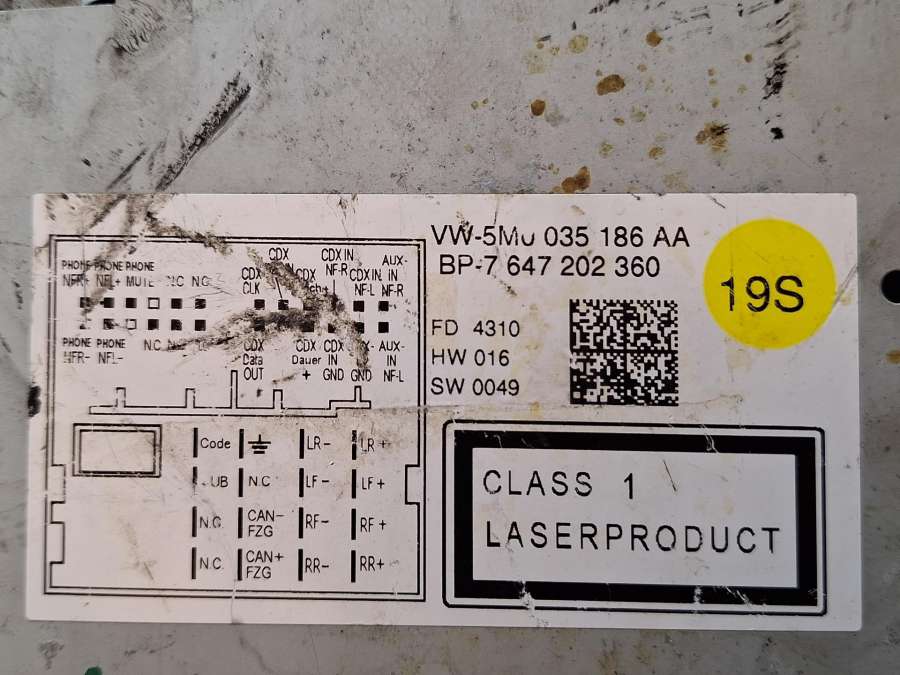 VW-5M0 035 186 AA
BP-7 647 202 360
19S
FD 4310
HW 016
SW 0049
PHONE PHONE PHONE
NFR+ NFL+ MUTE N.C NC
CDX CLK
CDX
CDX IN NF-R
CDX IN NF-L
AUX-IN NF-R
PHONE PHONE
NFR- NFL- N.C
CDX Data OUT
CDX Dauer +
CDX IN GND
GND
AUX-IN NF-L
Code LR- LR+
UB N.C LF- LF+
N.C. CAN- FZG RF- RF+
N.C. CAN+ FZG RR- RR+
CLASS 1
LASERPRODUCT